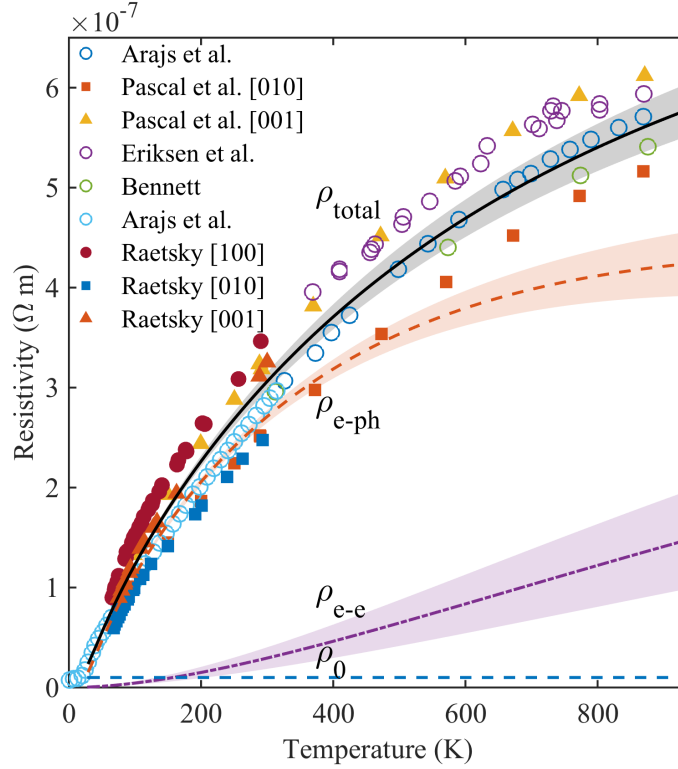 ×10⁻⁷
Arajs et al.
Pascal et al. [010]
Pascal et al. [001]
Eriksen et al.
Bennett
Arajs et al.
Raetsky [100]
Raetsky [010]
Raetsky [001]
ρtotal
ρe-ph
ρe-e
ρ0
Resistivity (Ω m)
6
5
4
3
2
1
0
0
200
400
600
800
Temperature (K)